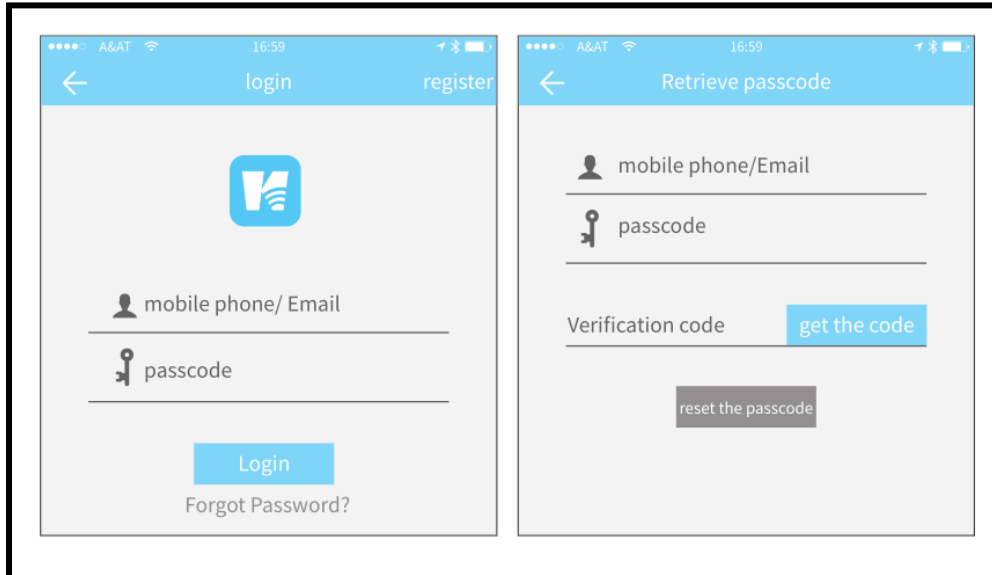 A&AT 16:59
login register
mobile phone/ Email
passcode
Login
Forgot Password?
A&AT 16:59
Retrieve passcode
mobile phone/Email
passcode
Verification code get the code
reset the passcode